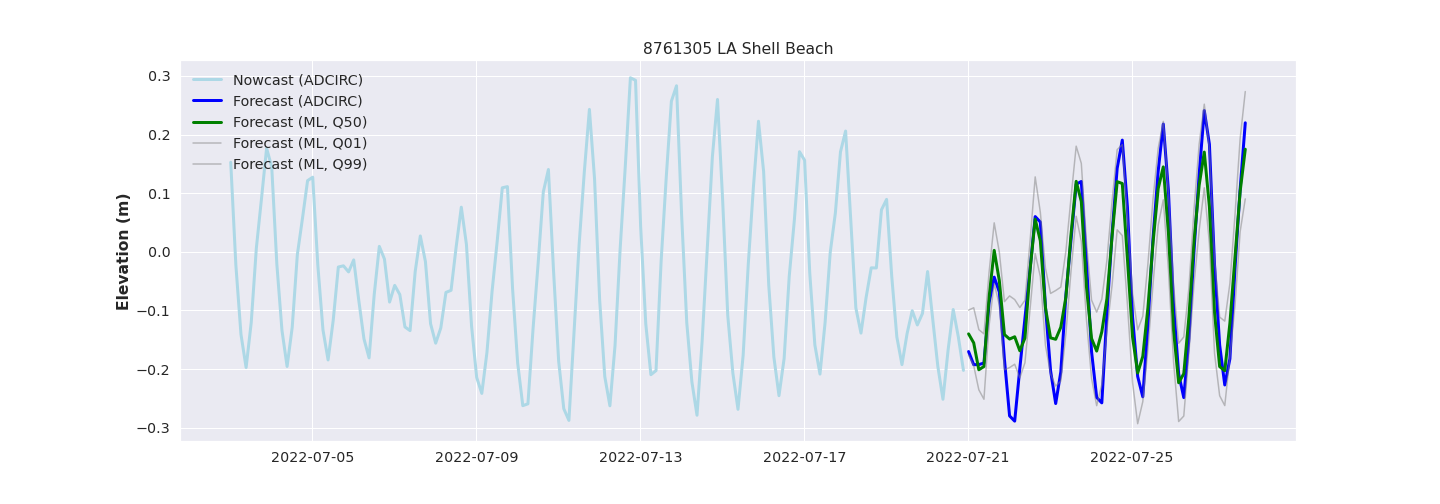 8761305 LA Shell Beach
Nowcast (ADCIRC)
Forecast (ADCIRC)
Forecast (ML, Q50)
Forecast (ML, Q01)
Forecast (ML, Q99)
Elevation (m)
0.3
0.2
0.1
0.0
−0.1
−0.2
−0.3
2022-07-05
2022-07-09
2022-07-13
2022-07-17
2022-07-21
2022-07-25